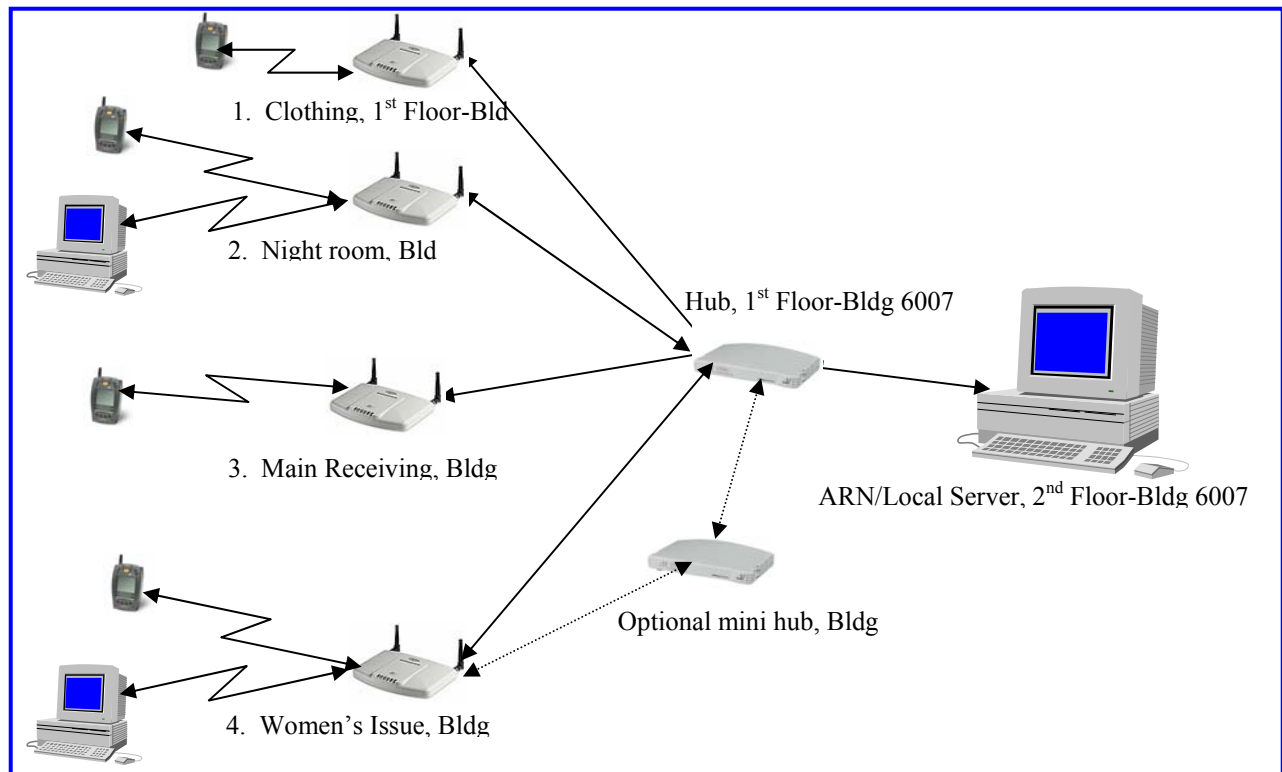 1. Clothing, 1st Floor-Bld
2. Night room, Bld
Hub, 1st Floor-Bldg 6007
3. Main Receiving, Bldg
ARN/Local Server, 2nd Floor-Bldg 6007
Optional mini hub, Bldg
4. Women's Issue, Bldg